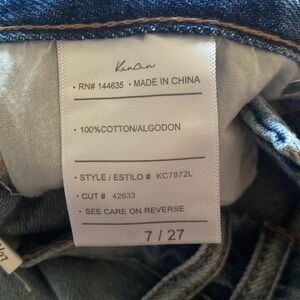 KanCan
• RN# 144635 • MADE IN CHINA
• 100%COTTON/ALGODON
• STYLE / ESTILO # KC7872L
• CUT # 42633
• SEE CARE ON REVERSE
7 / 27